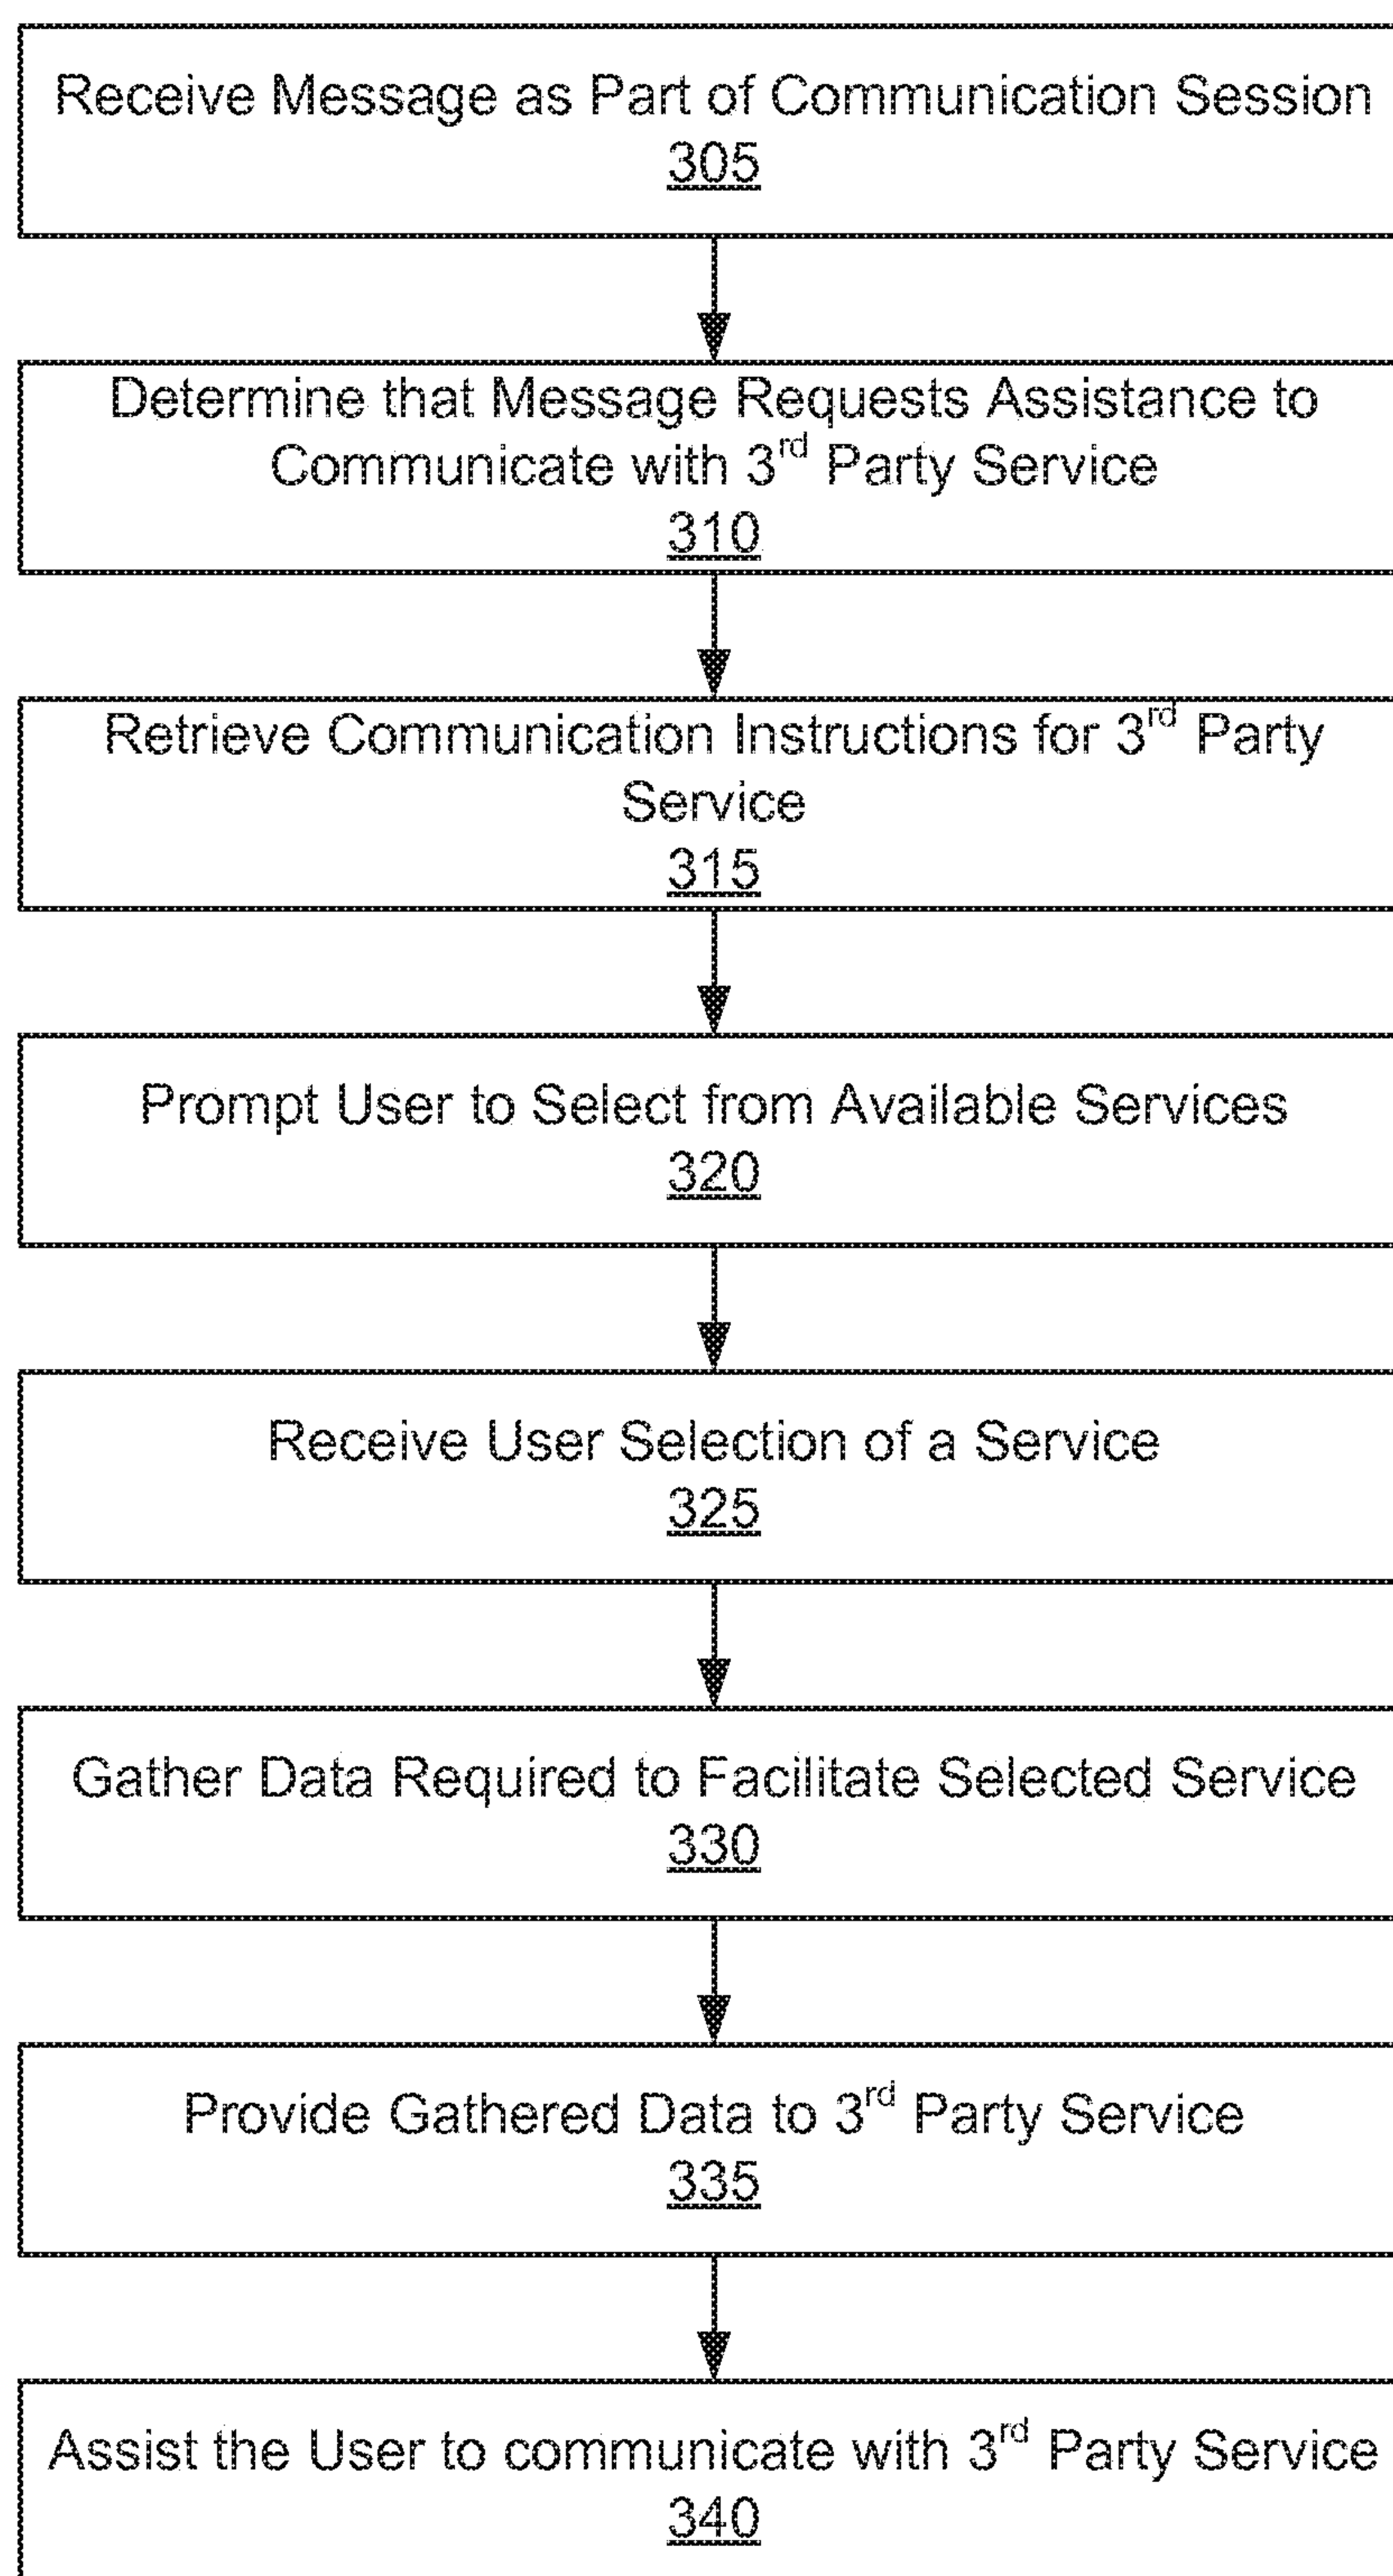 Receive Message as Part of Communication Session
305
Determine that Message Requests Assistance to
Communicate with 3rd Party Service
310
Retrieve Communication Instructions for 3rd Party
Service
315
Prompt User to Select from Available Services
320
Receive User Selection of a Service
325
Gather Data Required to Facilitate Selected Service
330
Provide Gathered Data to 3rd Party Service
335
Assist the User to communicate with 3rd Party Service
340